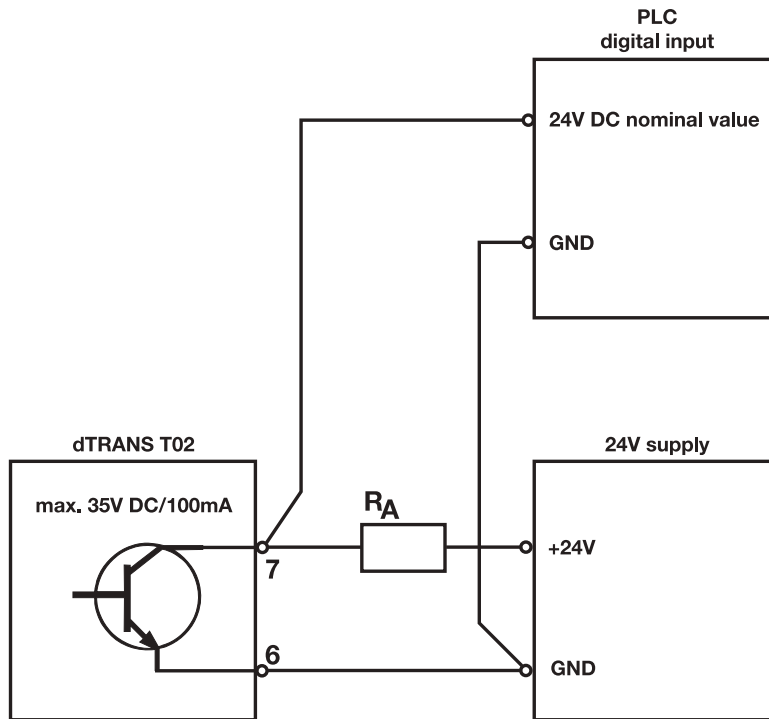 PLC
digital input
24V DC nominal value
GND
dTRANS T02
24V supply
max. 35V DC/100mA
RA
+24V
7
6
GND